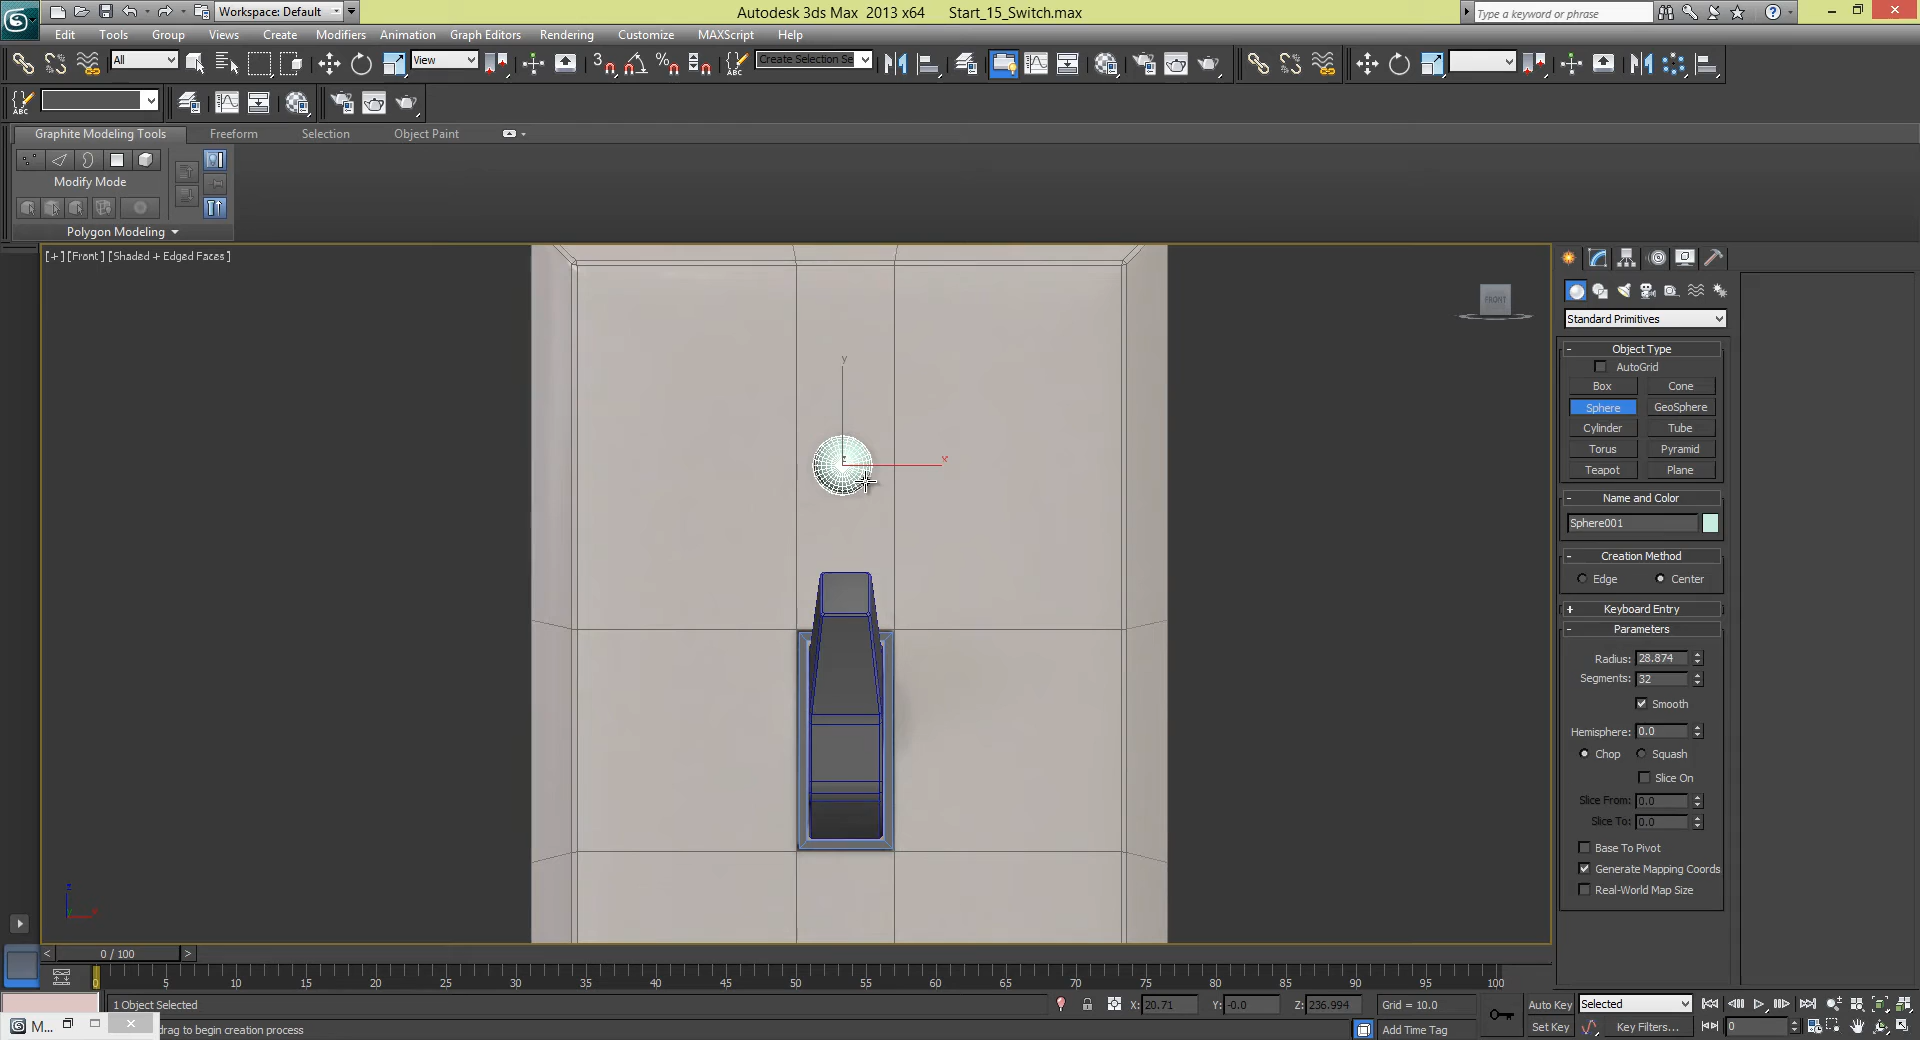 Workspace: Default
Autodesk 3ds Max  2013 x64     Start_15_Switch.max
Type a keyword or phrase
Edit Tools Group Views Create Modifiers Animation Graph Editors Rendering Customize MAXScript Help
All
View
Create Selection Se
ABC
Graphite Modeling Tools Freeform Selection Object Paint
Modify Mode
Polygon Modeling
[+] [Front ] [Shaded + Edged Faces ]
FRONT
y
x
z
Standard Primitives
- Object Type
AutoGrid
Box Cone
Sphere GeoSphere
Cylinder Tube
Torus Pyramid
Teapot Plane
- Name and Color
Sphere001
- Creation Method
Edge Center
+ Keyboard Entry
- Parameters
Radius: 28.874
Segments: 32
Smooth
Hemisphere: 0.0
Chop Squash
Slice On
Slice From: 0.0
Slice To: 0.0
Base To Pivot
Generate Mapping Coords
Real-World Map Size
< 0 / 100 >
0 5 10 15 20 25 30 35 40 45 50 55 60 65 70 75 80 85 90 95 100
1 Object Selected
X: 20.71 Y: -0.0 Z: 236.994 Grid = 10.0
Auto Key Selected
M...
drag to begin creation process
Add Time Tag
Set Key Key Filters... 0